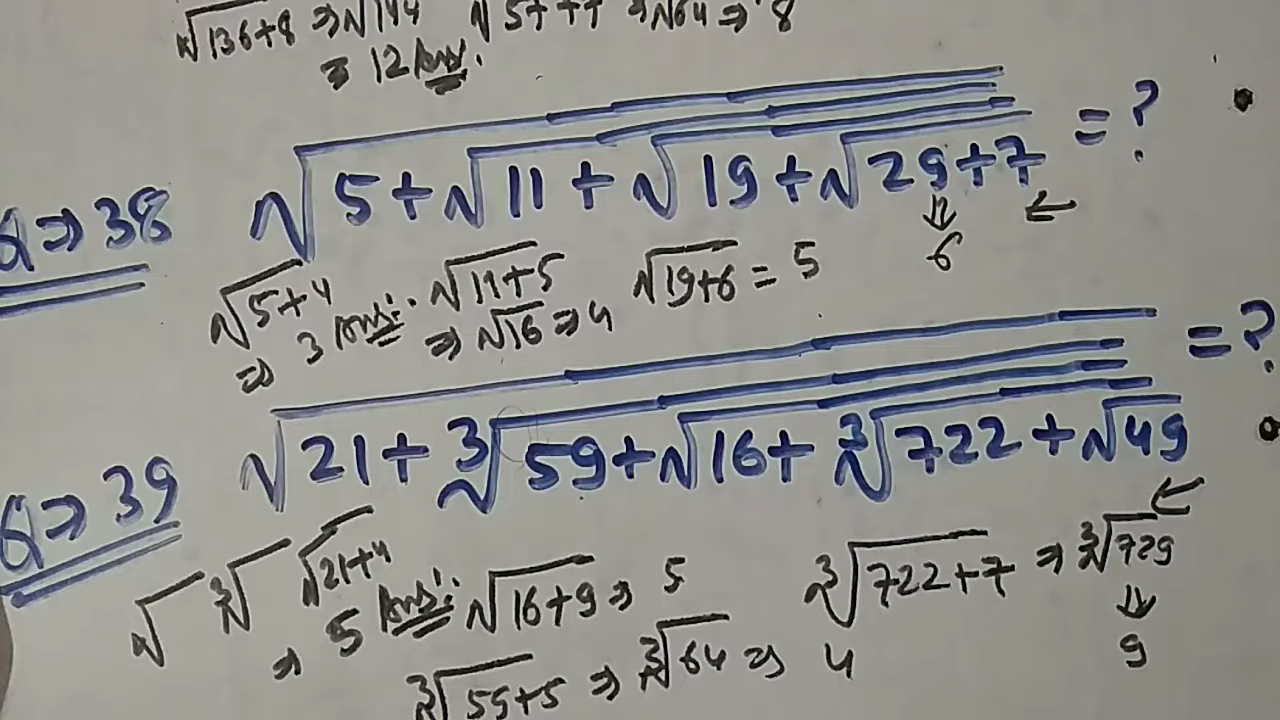 √136+8 ⇒ √144 √57+7 ⇒ √64 ⇒ 8
⇒ 12 Ans.
Q⇒38 √5+√11+√19+√29+7 = ?
⇓ ←
6
√5+4 √11+5 √19+6 = 5
⇒ 3 Ans: ⇒ √16 ⇒ 4
Q⇒39 √21+∛59+√16+∛722+√49 = ?
←
√ ∛ √21+4 √16+9 ⇒ 5 ∛722+7 ⇒ ∛729
⇒ 5 Ans: ⇓
∛59+5 ⇒ ∛64 ⇒ 4 9